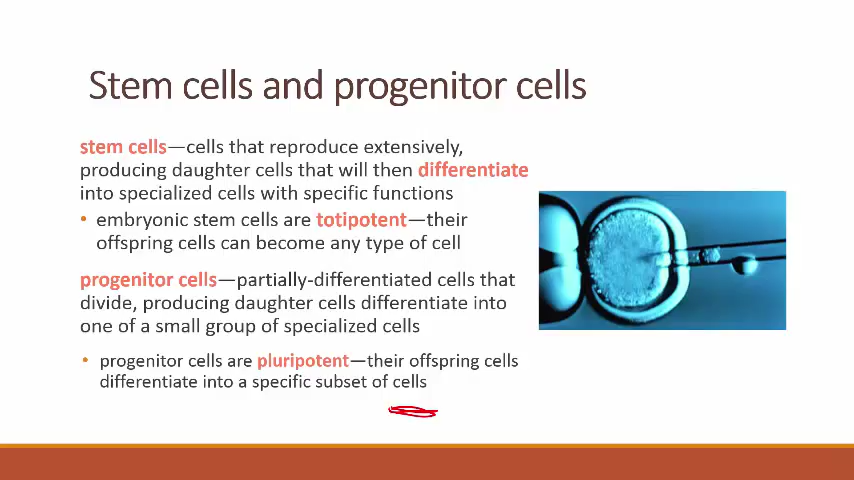 Stem cells and progenitor cells
stem cells—cells that reproduce extensively,
producing daughter cells that will then differentiate
into specialized cells with specific functions
• embryonic stem cells are totipotent—their
offspring cells can become any type of cell
progenitor cells—partially-differentiated cells that
divide, producing daughter cells differentiate into
one of a small group of specialized cells
• progenitor cells are pluripotent—their offspring cells
differentiate into a specific subset of cells